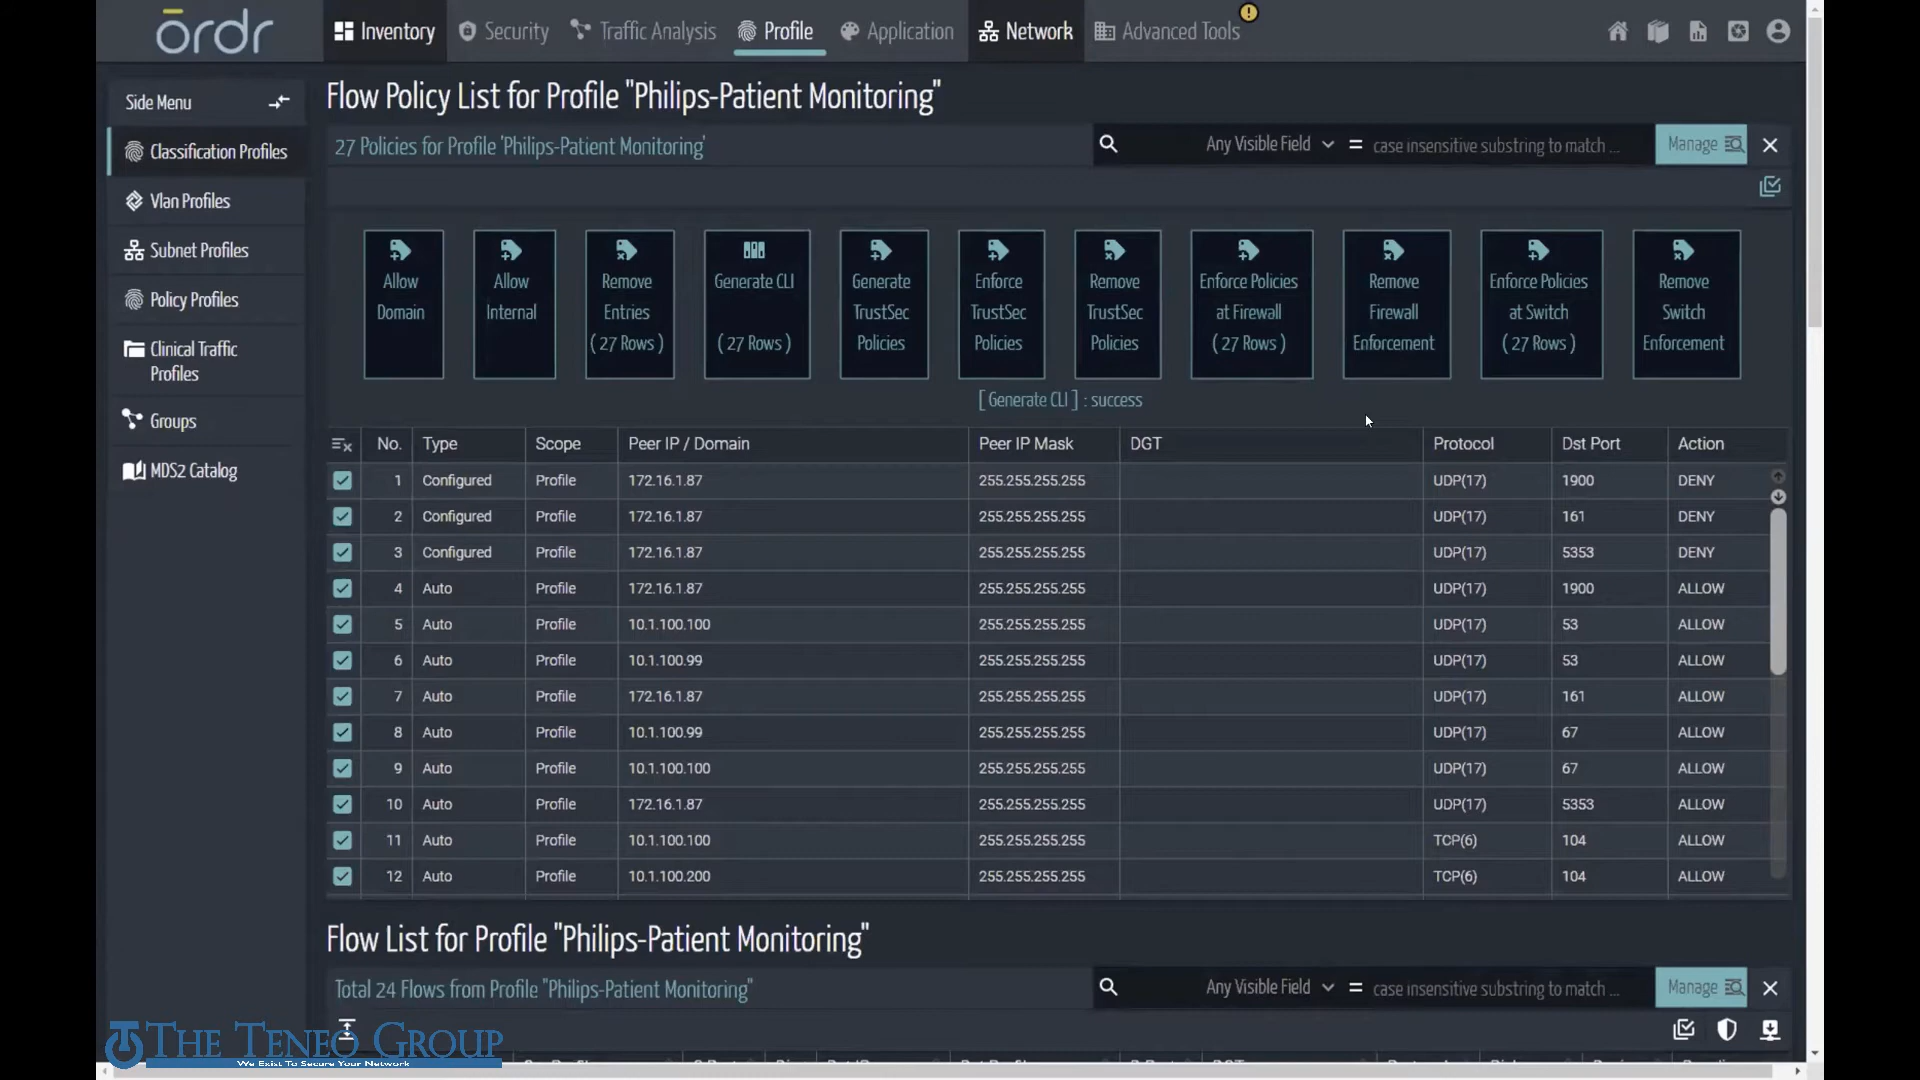 ōrdr
Inventory
Security
Traffic Analysis
Profile
Application
Network
Advanced Tools
Side Menu
Classification Profiles
Vlan Profiles
Subnet Profiles
Policy Profiles
Clinical Traffic
Profiles
Groups
MDS2 Catalog
Flow Policy List for Profile "Philips-Patient Monitoring"
27 Policies for Profile 'Philips-Patient Monitoring'
Any Visible Field = case insensitive substring to match ... Manage
Allow
Domain
Allow
Internal
Remove
Entries
( 27 Rows )
Generate CLI
( 27 Rows )
Generate
TrustSec
Policies
Enforce
TrustSec
Policies
Remove
TrustSec
Policies
Enforce Policies
at Firewall
( 27 Rows )
Remove
Firewall
Enforcement
Enforce Policies
at Switch
( 27 Rows )
Remove
Switch
Enforcement
[ Generate CLI ] : success
No. Type Scope Peer IP / Domain Peer IP Mask DGT Protocol Dst Port Action
1 Configured Profile 172.16.1.87 255.255.255.255 UDP(17) 1900 DENY
2 Configured Profile 172.16.1.87 255.255.255.255 UDP(17) 161 DENY
3 Configured Profile 172.16.1.87 255.255.255.255 UDP(17) 5353 DENY
4 Auto Profile 172.16.1.87 255.255.255.255 UDP(17) 1900 ALLOW
5 Auto Profile 10.1.100.100 255.255.255.255 UDP(17) 53 ALLOW
6 Auto Profile 10.1.100.99 255.255.255.255 UDP(17) 53 ALLOW
7 Auto Profile 172.16.1.87 255.255.255.255 UDP(17) 161 ALLOW
8 Auto Profile 10.1.100.99 255.255.255.255 UDP(17) 67 ALLOW
9 Auto Profile 10.1.100.100 255.255.255.255 UDP(17) 67 ALLOW
10 Auto Profile 172.16.1.87 255.255.255.255 UDP(17) 5353 ALLOW
11 Auto Profile 10.1.100.100 255.255.255.255 TCP(6) 104 ALLOW
12 Auto Profile 10.1.100.200 255.255.255.255 TCP(6) 104 ALLOW
Flow List for Profile "Philips-Patient Monitoring"
Total 24 Flows from Profile "Philips-Patient Monitoring"
Any Visible Field = case insensitive substring to match ... Manage
THE TENEO GROUP
We Exist To Secure Your Network